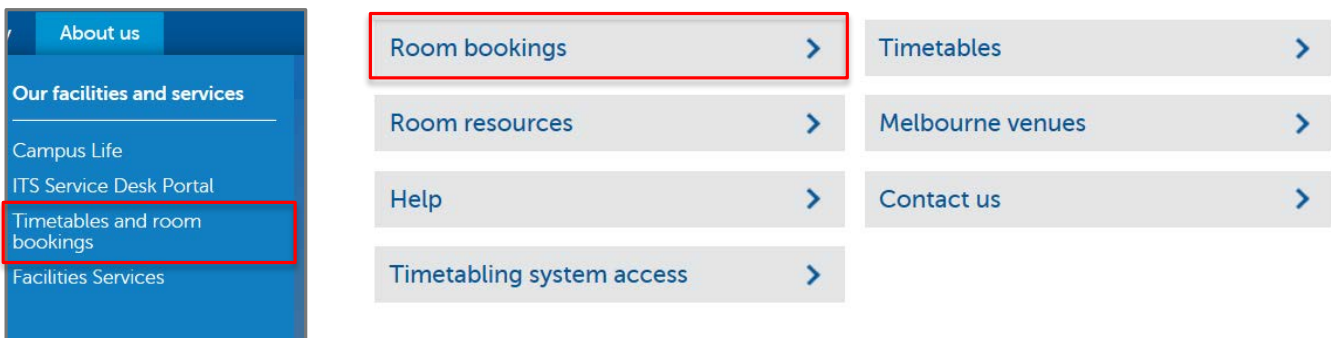 About us
Our facilities and services
Campus Life
ITS Service Desk Portal
Timetables and room
bookings
Facilities Services
Room bookings
Timetables
Room resources
Melbourne venues
Help
Contact us
Timetabling system access